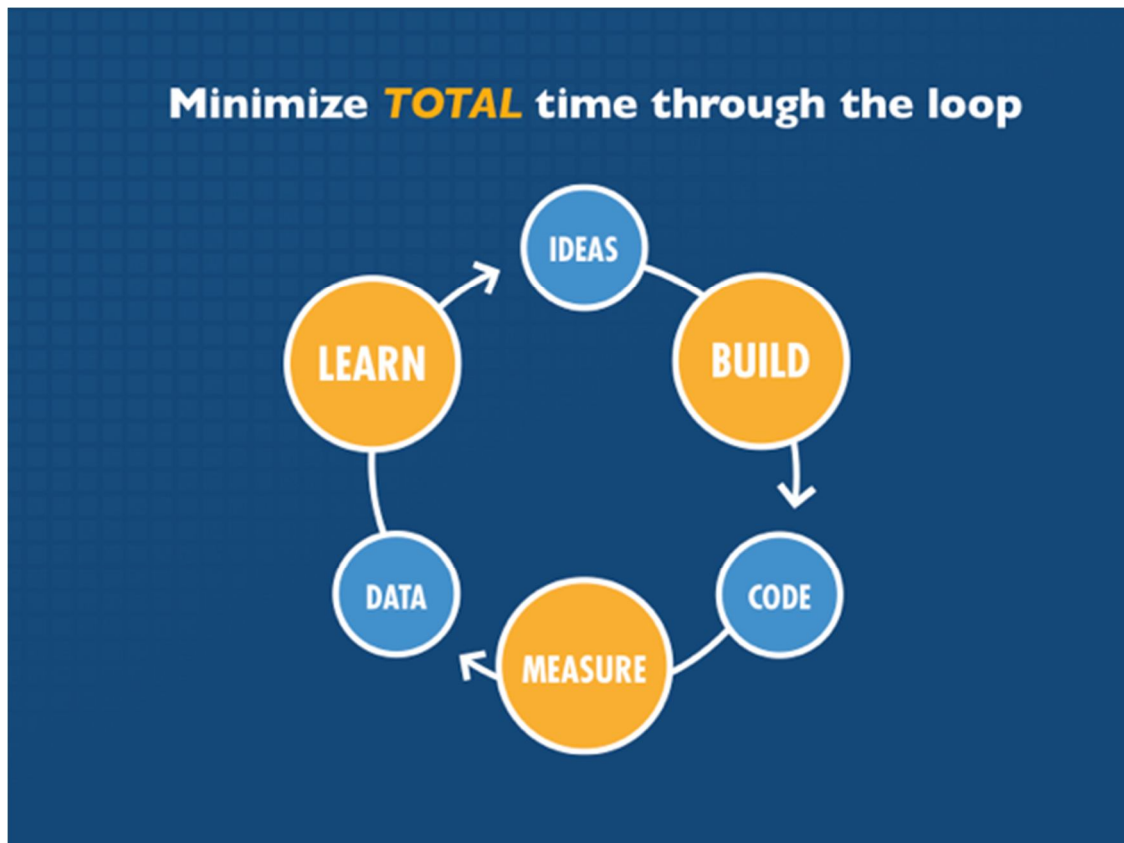 Minimize TOTAL time through the loop
IDEAS
BUILD
CODE
MEASURE
DATA
LEARN